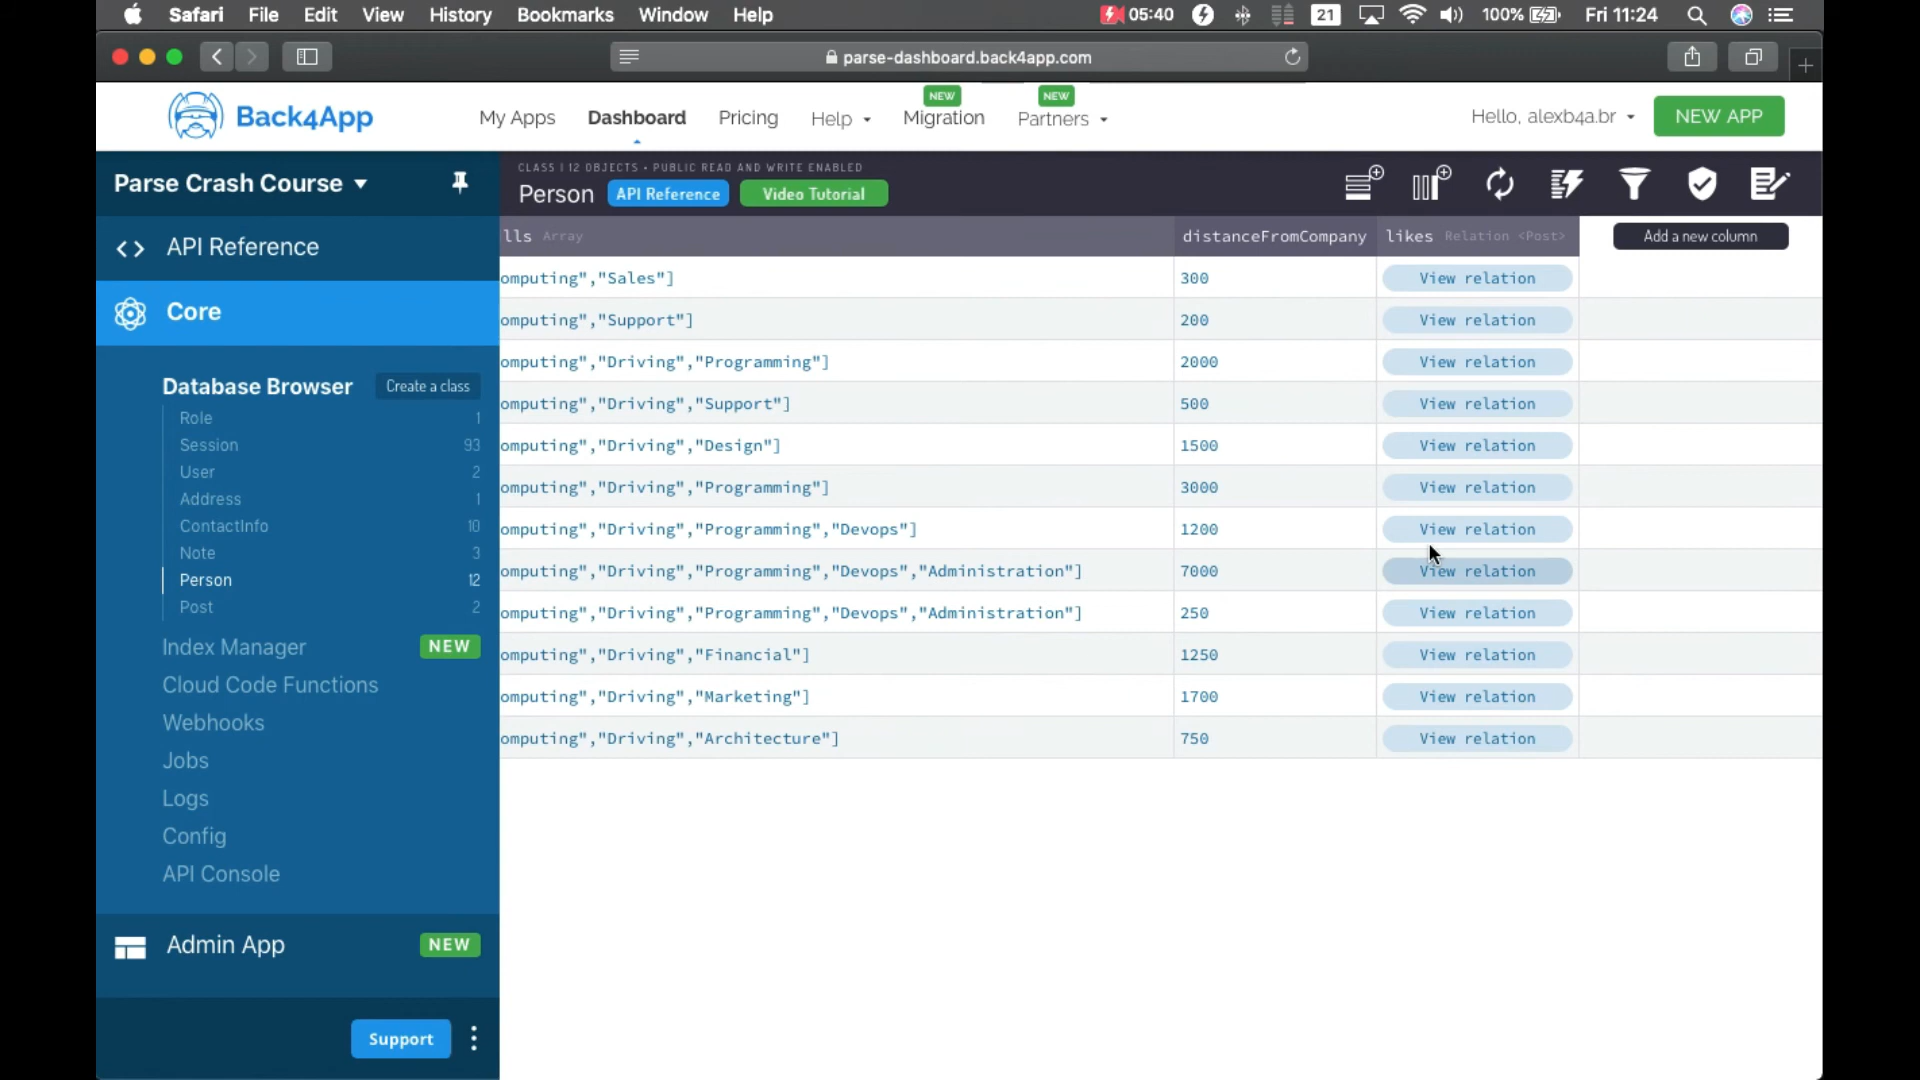 Safari File Edit View History Bookmarks Window Help 05:40 21 100% Fri 11:24
parse-dashboard.back4app.com
Back4App My Apps Dashboard Pricing Help NEW Migration NEW Partners Hello, alexb4a.br NEW APP
Parse Crash Course
API Reference
Core
Database Browser Create a class
Role 1
Session 93
User 2
Address 1
ContactInfo 10
Note 3
Person 12
Post 2
Index Manager NEW
Cloud Code Functions
Webhooks
Jobs
Logs
Config
API Console
Admin App NEW
Support
CLASS | 12 OBJECTS • PUBLIC READ AND WRITE ENABLED
Person API Reference Video Tutorial
lls Array distanceFromCompany likes Relation <Post> Add a new column
omputing","Sales"] 300 View relation
omputing","Support"] 200 View relation
omputing","Driving","Programming"] 2000 View relation
omputing","Driving","Support"] 500 View relation
omputing","Driving","Design"] 1500 View relation
omputing","Driving","Programming"] 3000 View relation
omputing","Driving","Programming","Devops"] 1200 View relation
omputing","Driving","Programming","Devops","Administration"] 7000 View relation
omputing","Driving","Programming","Devops","Administration"] 250 View relation
omputing","Driving","Financial"] 1250 View relation
omputing","Driving","Marketing"] 1700 View relation
omputing","Driving","Architecture"] 750 View relation